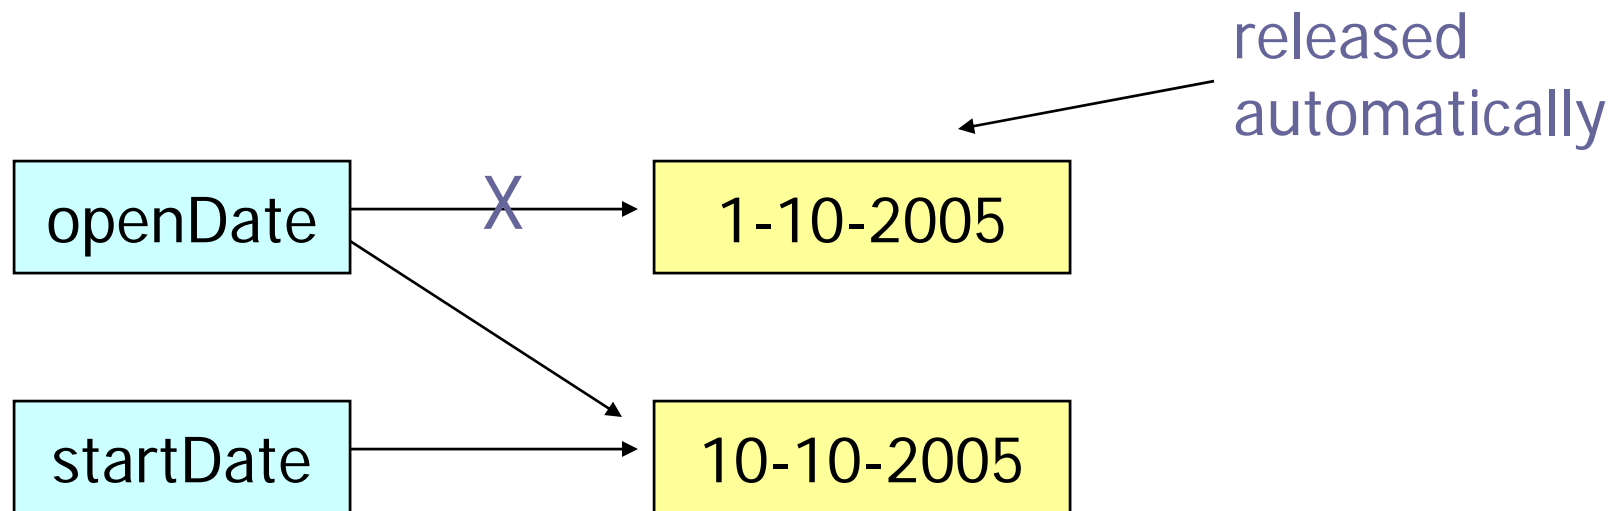 released
automatically
openDate
X
1-10-2005
startDate
10-10-2005